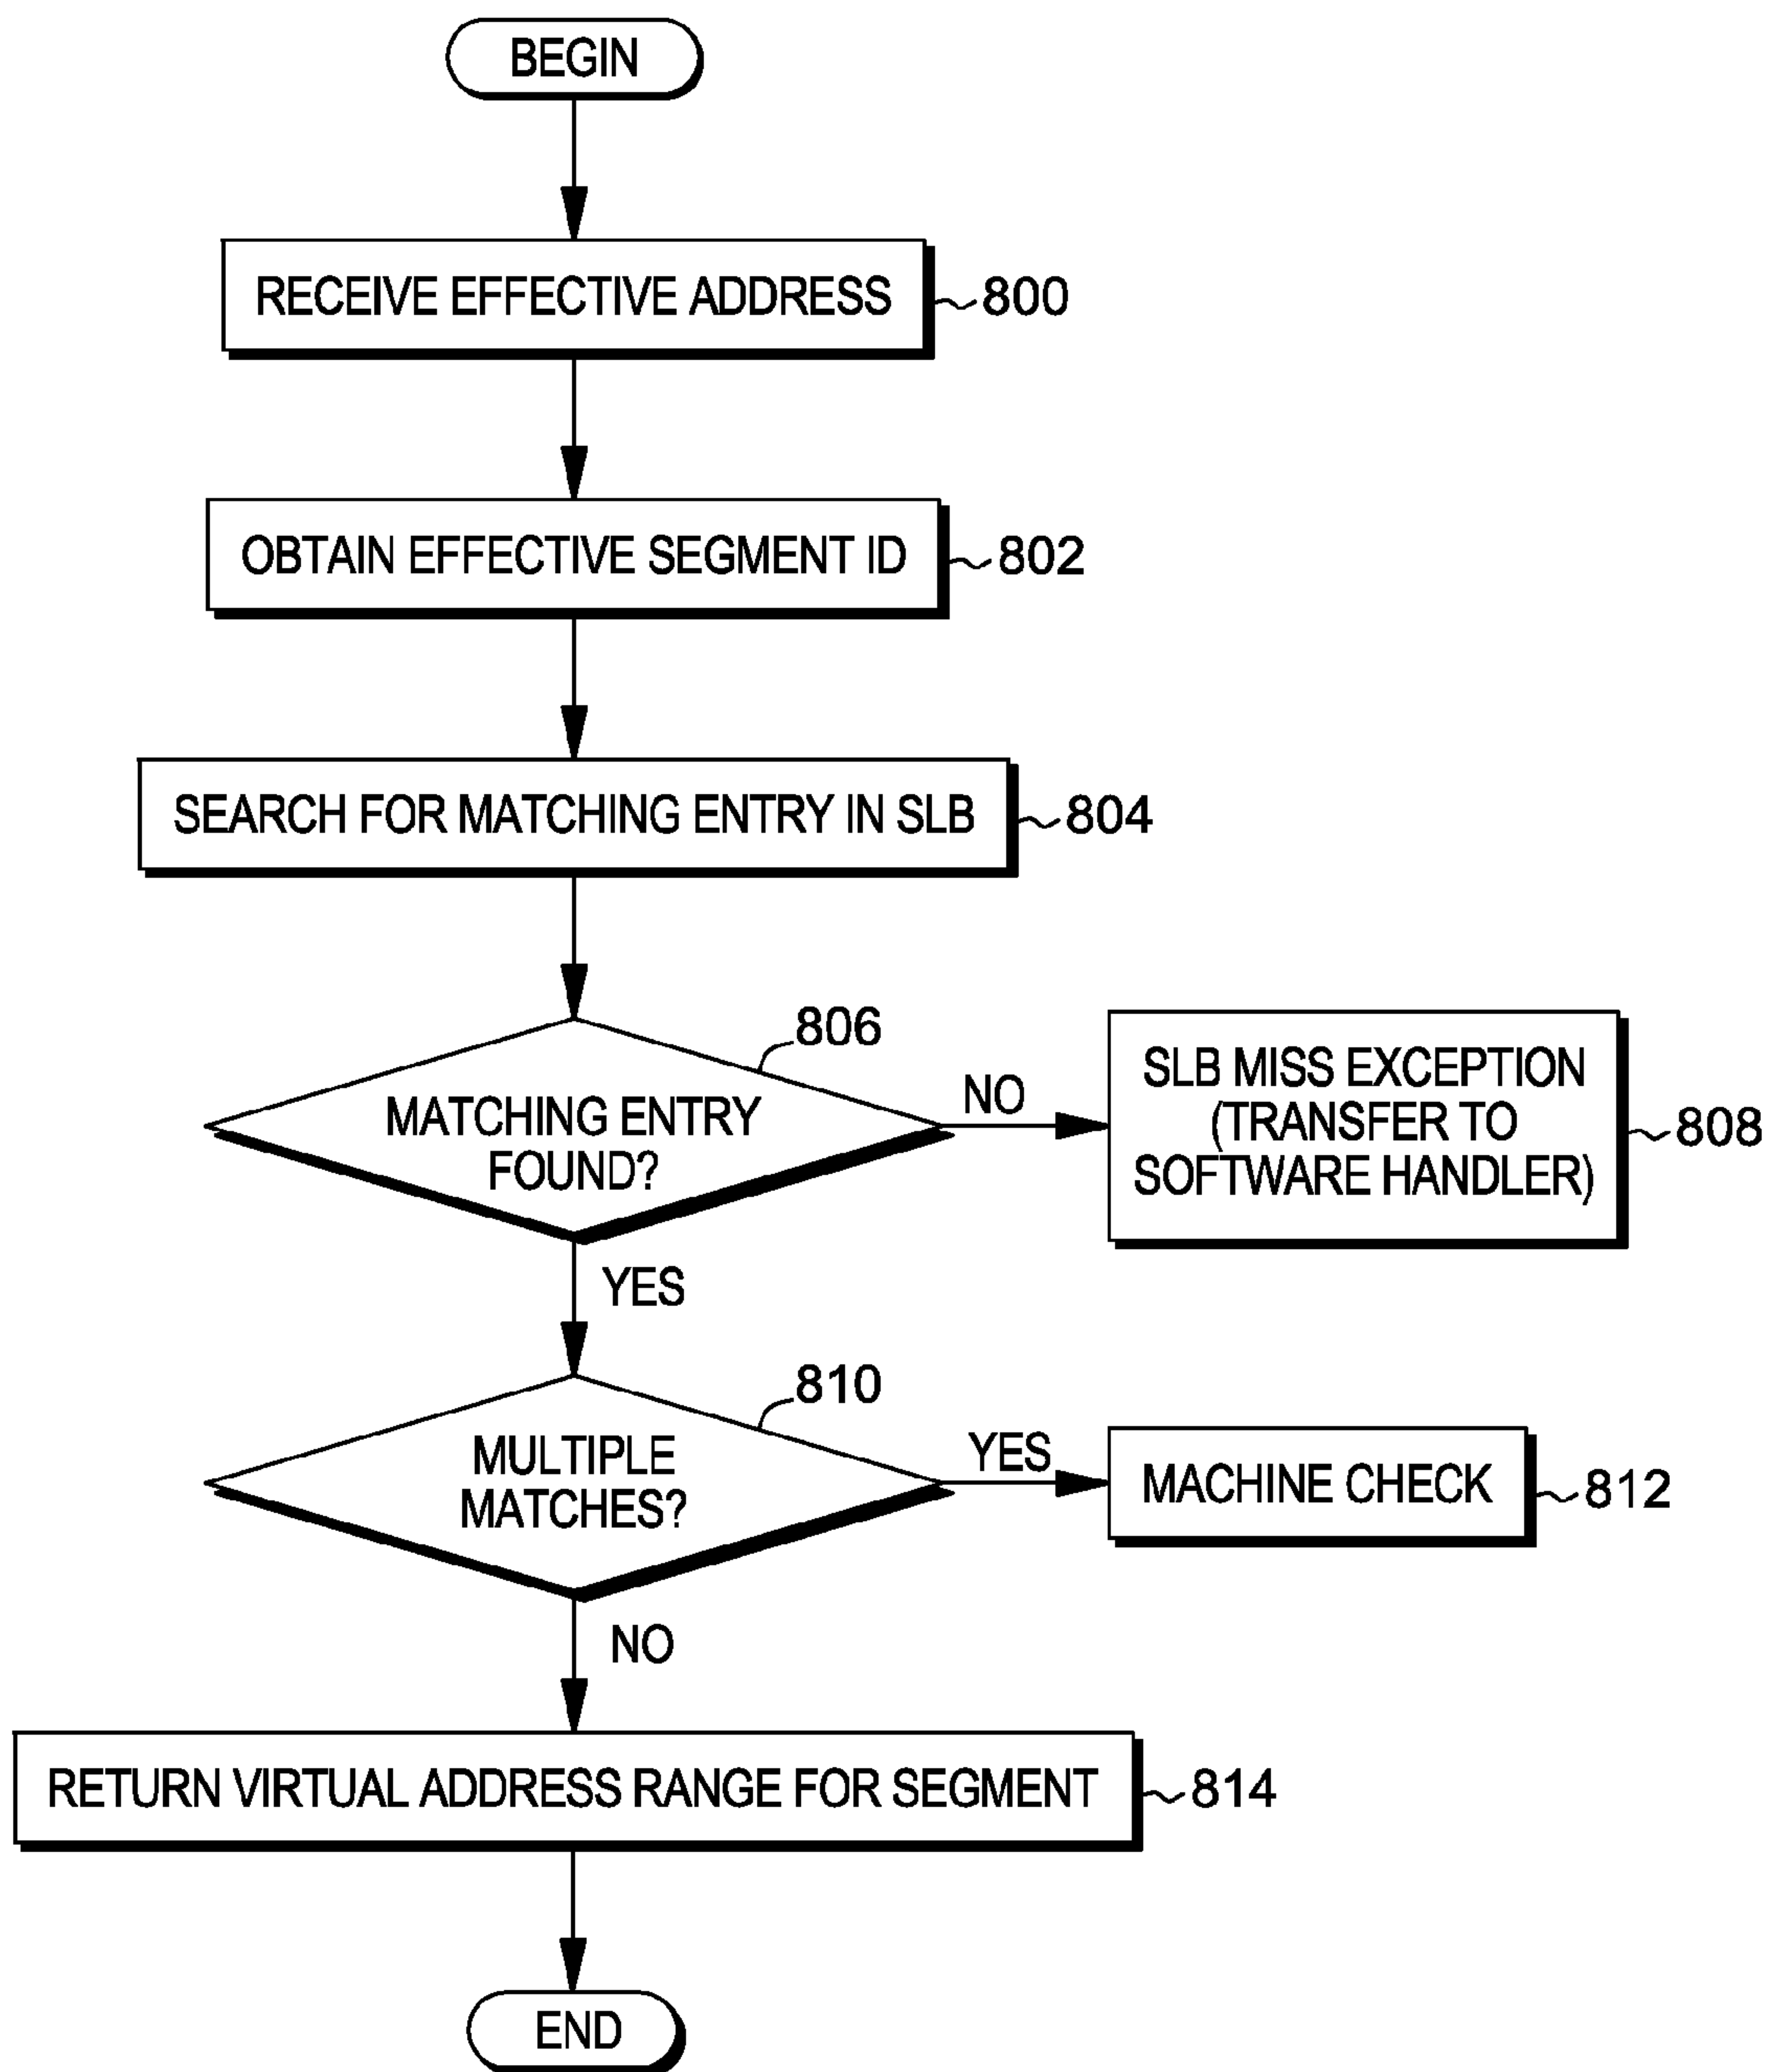 BEGIN
RECEIVE EFFECTIVE ADDRESS
800
OBTAIN EFFECTIVE SEGMENT ID
802
SEARCH FOR MATCHING ENTRY IN SLB
804
806
MATCHING ENTRY
FOUND?
NO
SLB MISS EXCEPTION
(TRANSFER TO
SOFTWARE HANDLER)
808
YES
810
MULTIPLE
MATCHES?
YES
MACHINE CHECK
812
NO
RETURN VIRTUAL ADDRESS RANGE FOR SEGMENT
814
END